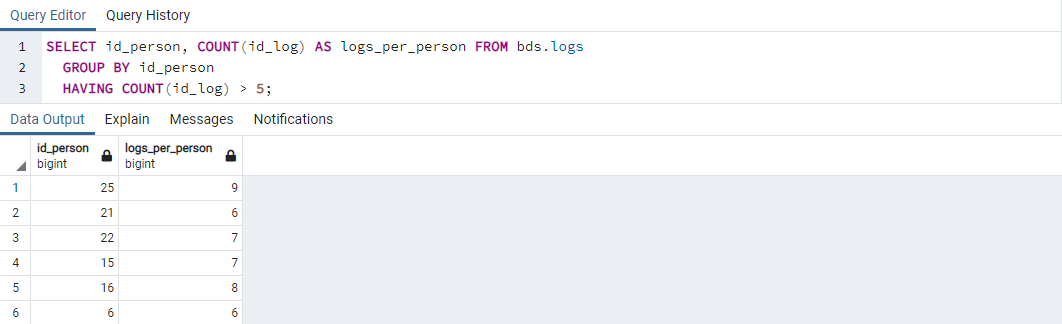 Query Editor Query History
1 SELECT id_person, COUNT(id_log) AS logs_per_person FROM bds.logs
2 GROUP BY id_person
3 HAVING COUNT(id_log) > 5;
Data Output Explain Messages Notifications
id_person logs_per_person
bigint bigint
1 25 9
2 21 6
3 22 7
4 15 7
5 16 8
6 6 6